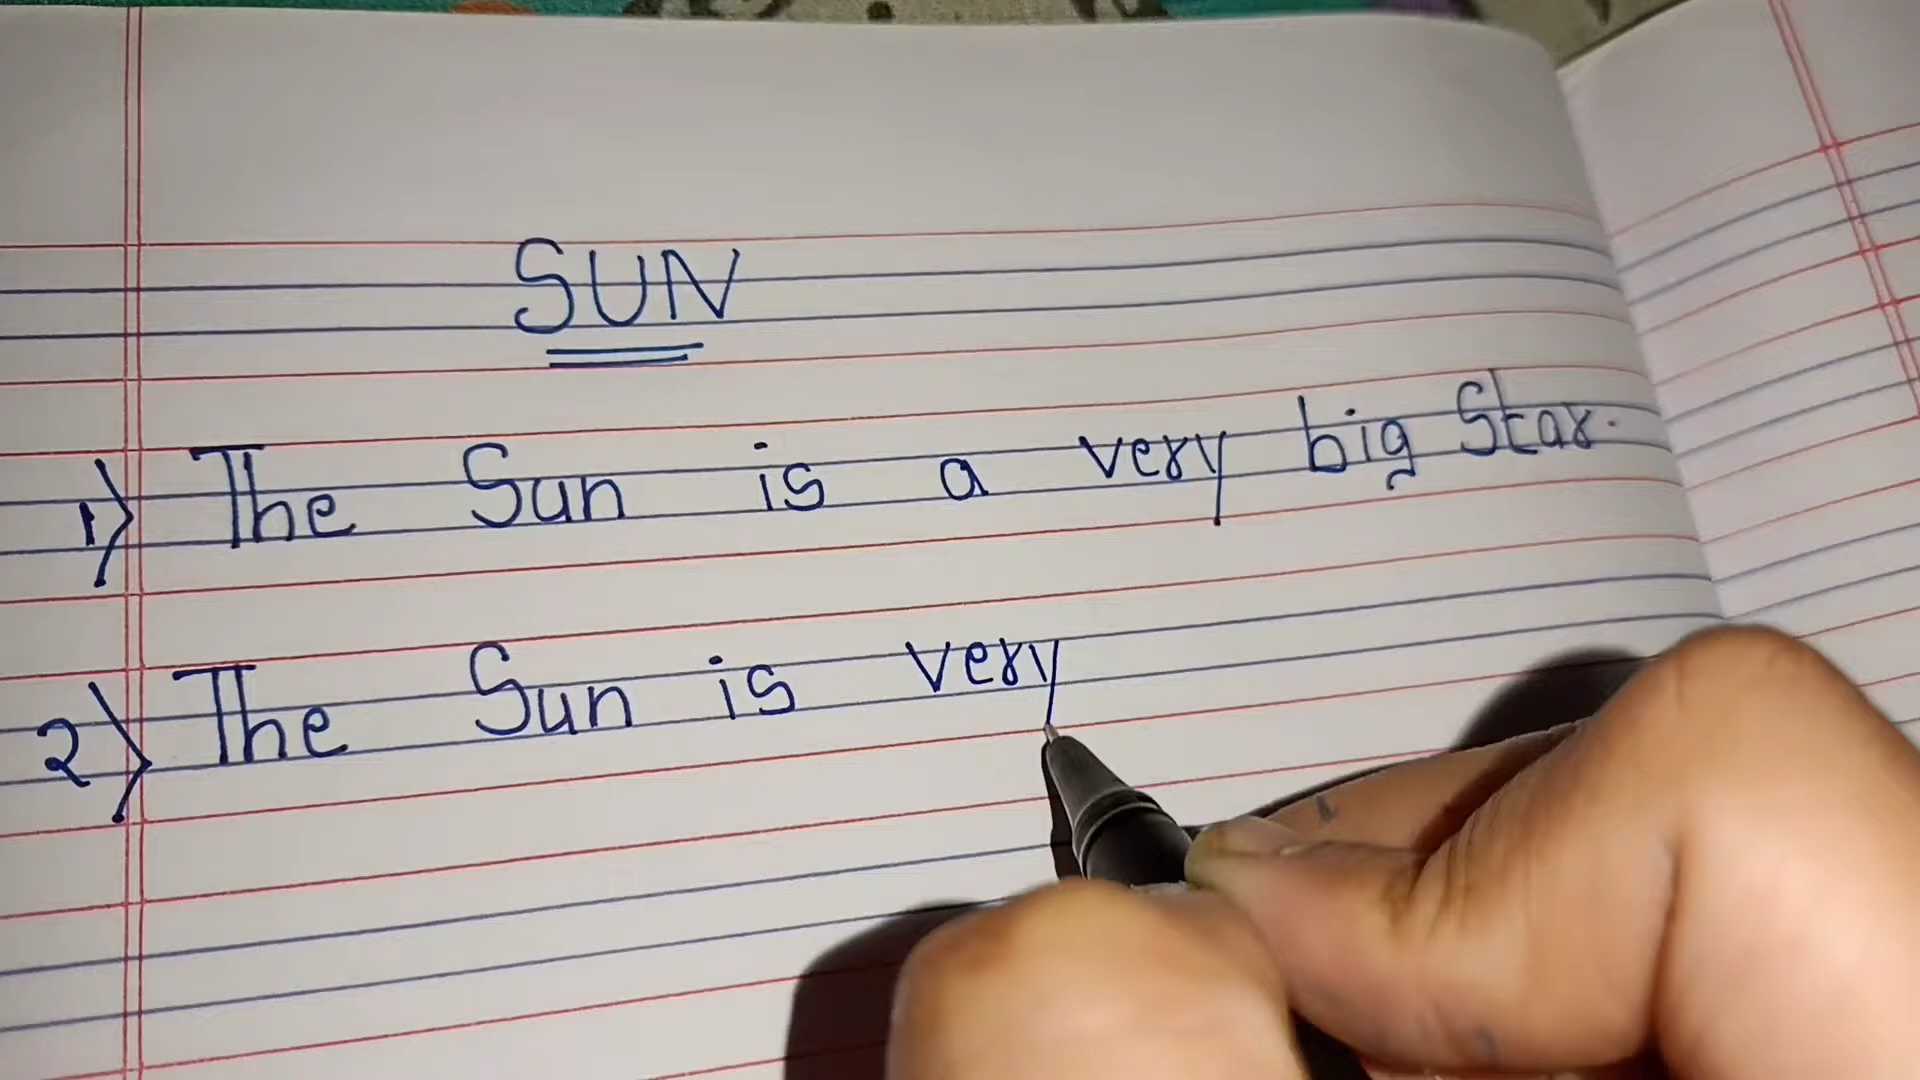 SUN
1) The Sun is a very big Star.
2) The Sun is very